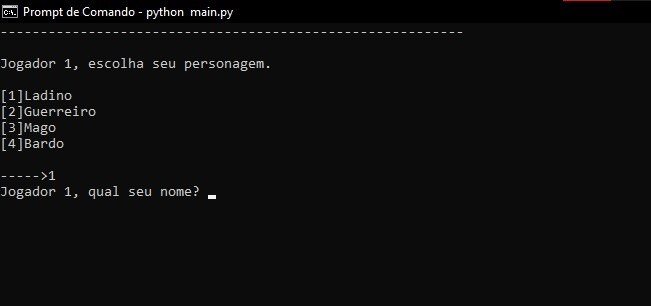 Prompt de Comando - python main.py
----------------------------------------------------------
Jogador 1, escolha seu personagem.
[1]Ladino
[2]Guerreiro
[3]Mago
[4]Bardo
----->1
Jogador 1, qual seu nome?